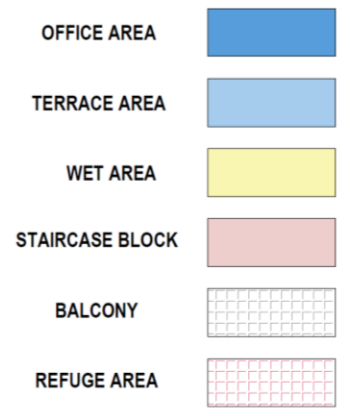 OFFICE AREA
TERRACE AREA
WET AREA
STAIRCASE BLOCK
BALCONY
REFUGE AREA